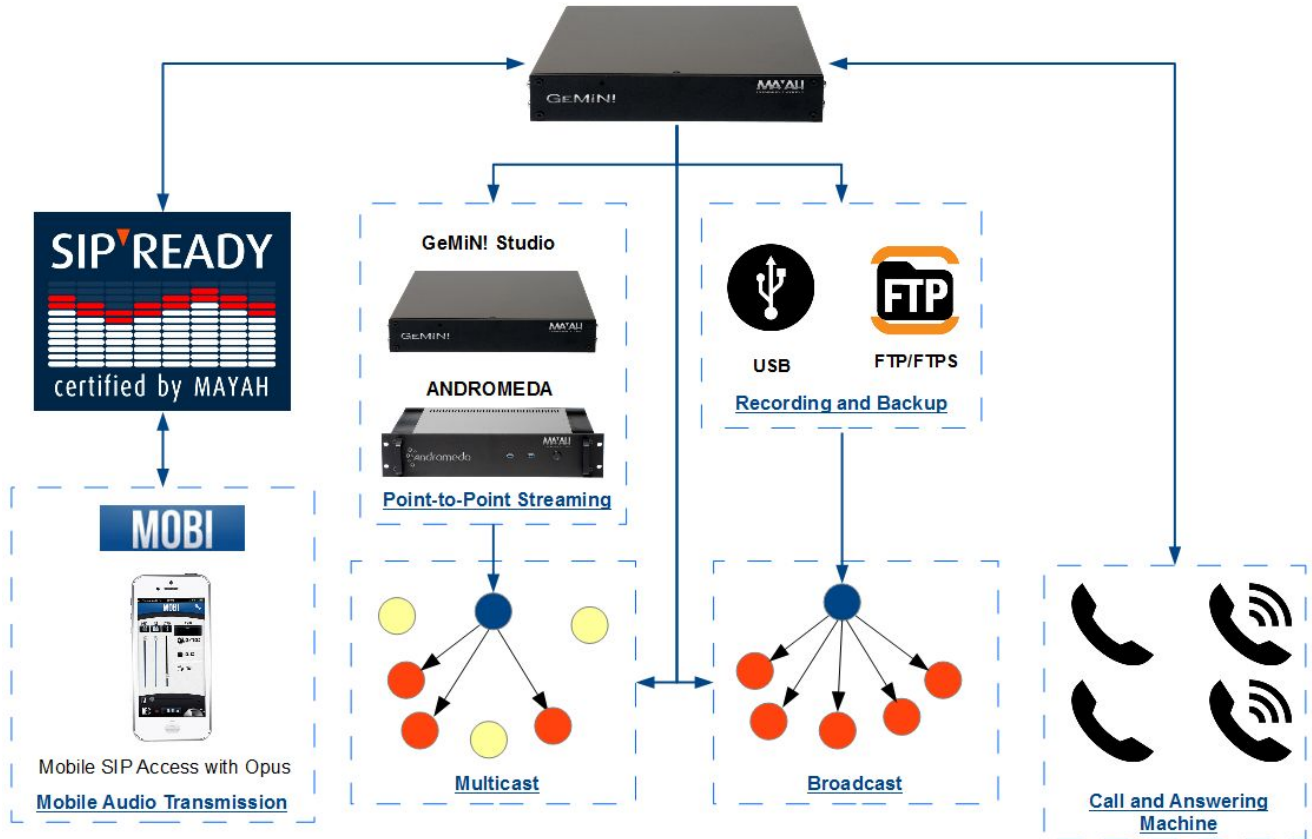 GEMiN!
MAYAH
SIP READY
certified by MAYAH
GeMiN! Studio
GEMiN!
MAYAH
ANDROMEDA
Andromeda
MAYAH
Point-to-Point Streaming
USB
FTP
FTP/FTPS
Recording and Backup
MOBI
MOBI
Mobile SIP Access with Opus
Mobile Audio Transmission
Multicast
Broadcast
Call and Answering
Machine